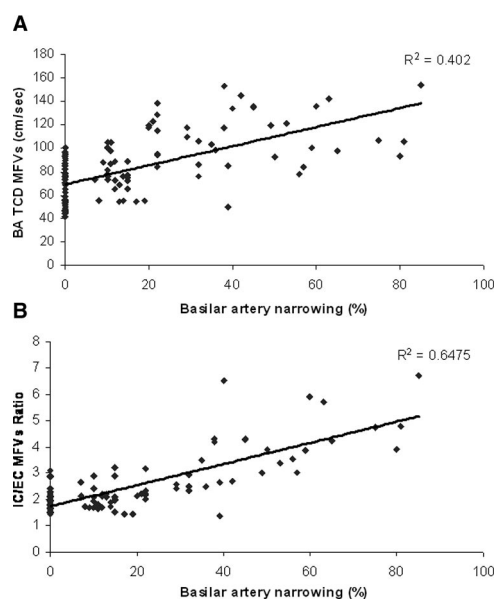 A
R² = 0.402
BA TCD MFVs (cm/sec)
180
160
140
120
100
80
60
40
20
0
0 20 40 60 80 100
Basilar artery narrowing (%)
B
R² = 0.6475
IC/EC MFVs Ratio
8
7
6
5
4
3
2
1
0
0 20 40 60 80 100
Basilar artery narrowing (%)